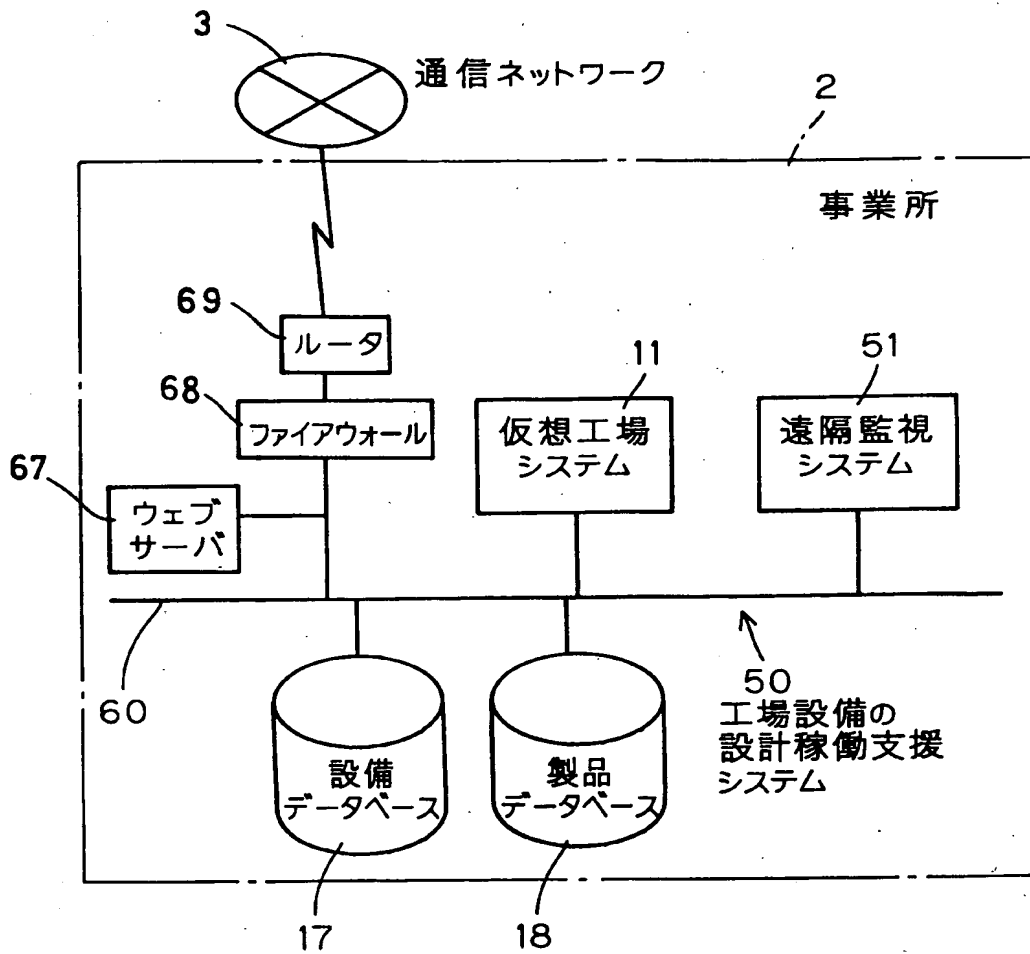 3
通信ネットワーク
2
事業所
69
ルータ
68
ファイアウォール
67
ウェブ
サーバ
11
仮想工場
システム
51
遠隔監視
システム
60
50
工場設備の
設計稼働支援
システム
設備
データベース
製品
データベース
17
18